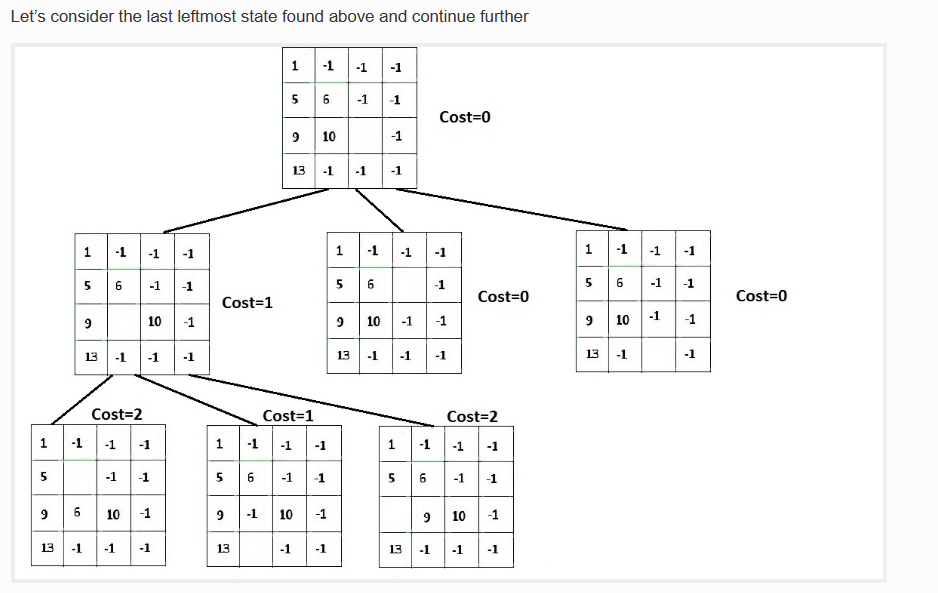 Let's consider the last leftmost state found above and continue further
1 -1 -1 -1
5 6 -1 -1
9 10 -1
13 -1 -1 -1
Cost=0
1 -1 -1 -1
5 6 -1 -1
9 10 -1
13 -1 -1 -1
Cost=1
1 -1 -1 -1
5 6 -1
9 10 -1 -1
13 -1 -1 -1
Cost=0
1 -1 -1 -1
5 6 -1 -1
9 10 -1 -1
13 -1 -1
Cost=0
Cost=2
1 -1 -1 -1
5 -1 -1
9 6 10 -1
13 -1 -1 -1
Cost=1
1 -1 -1 -1
5 6 -1 -1
9 -1 10 -1
13 -1 -1
Cost=2
1 -1 -1 -1
5 6 -1 -1
9 10 -1
13 -1 -1 -1